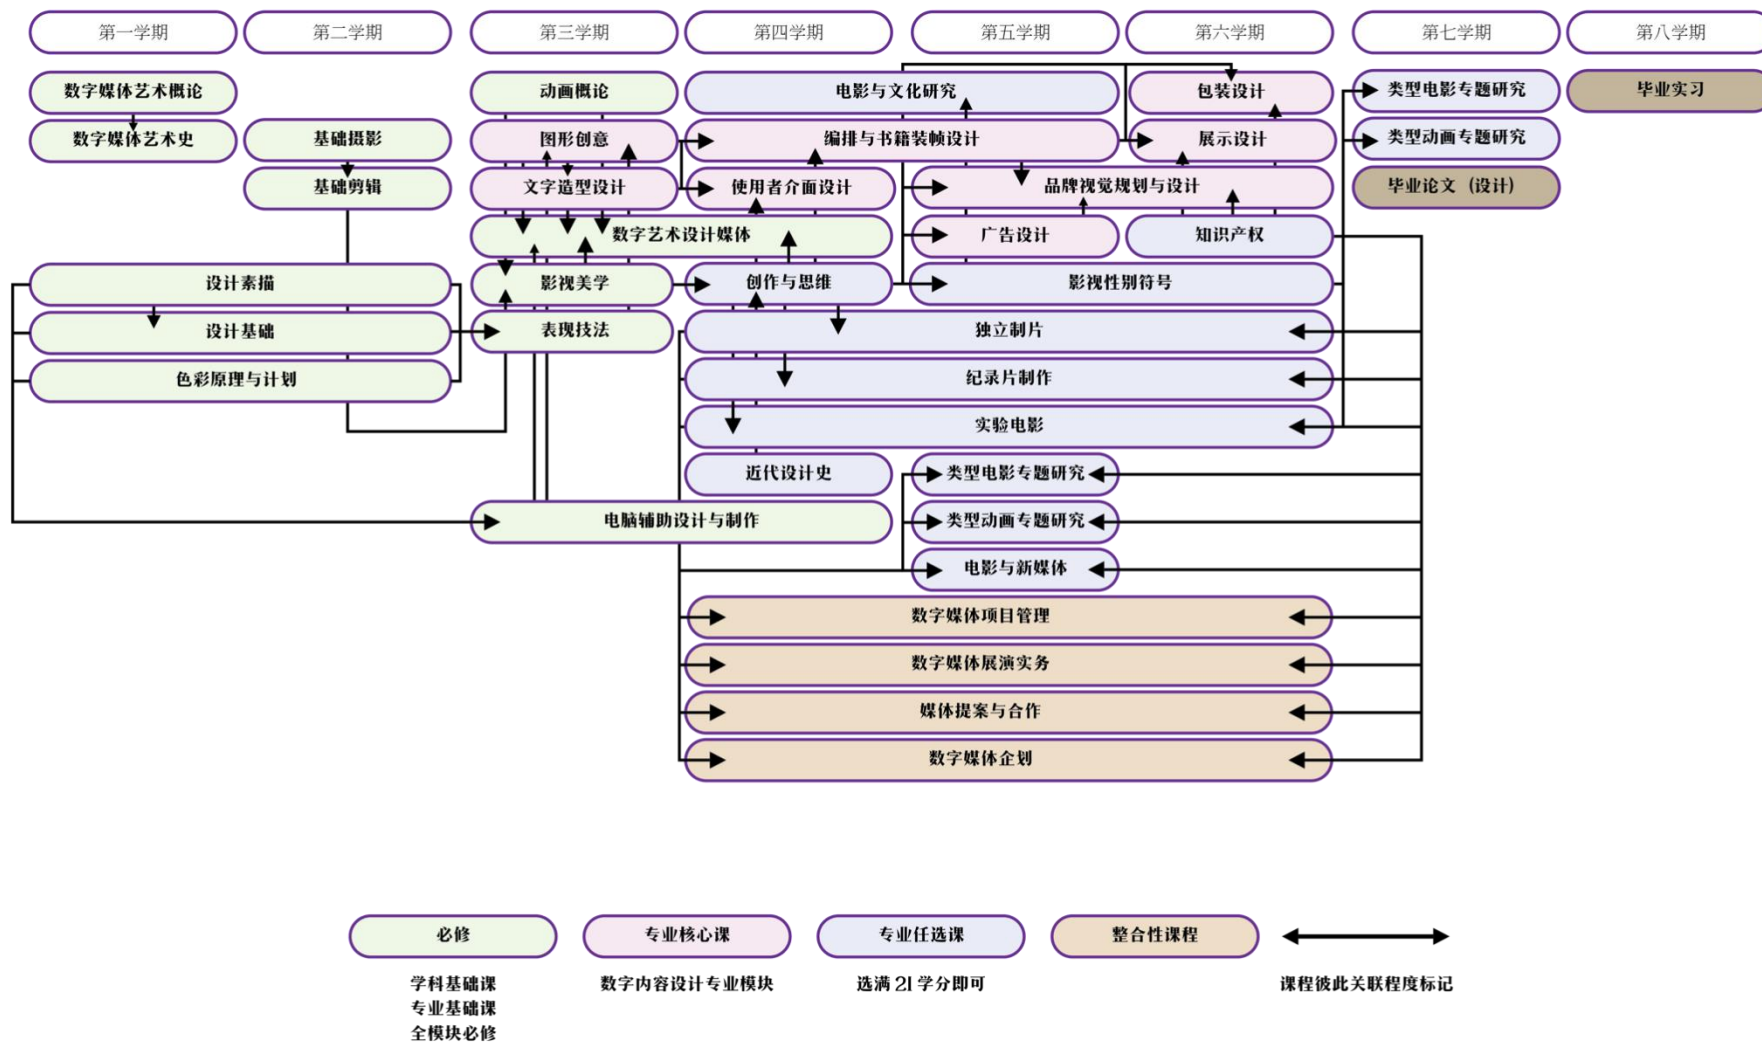 第一学期 第二学期 第三学期 第四学期 第五学期 第六学期 第七学期 第八学期
数字媒体艺术概论 动画概论 电影与文化研究 包装设计 类型电影专题研究 毕业实习
数字媒体艺术史 基础摄影 图形创意 编排与书籍装帧设计 展示设计 类型动画专题研究
基础剪辑 文字造型设计 使用者介面设计 品牌视觉规划与设计 毕业论文（设计）
数字艺术设计媒体 广告设计 知识产权
设计素描 影视美学 创作与思维 影视性别符号
设计基础 表现技法 独立制片
色彩原理与计划 纪录片制作
实验电影
近代设计史 类型电影专题研究
电脑辅助设计与制作 类型动画专题研究
电影与新媒体
数字媒体项目管理
数字媒体展演实务
媒体提案与合作
数字媒体企划
必修 专业核心课 专业任选课 整合性课程
学科基础课 数字内容设计专业模块 选满 21 学分即可 课程彼此关联程度标记
专业基础课
全模块必修